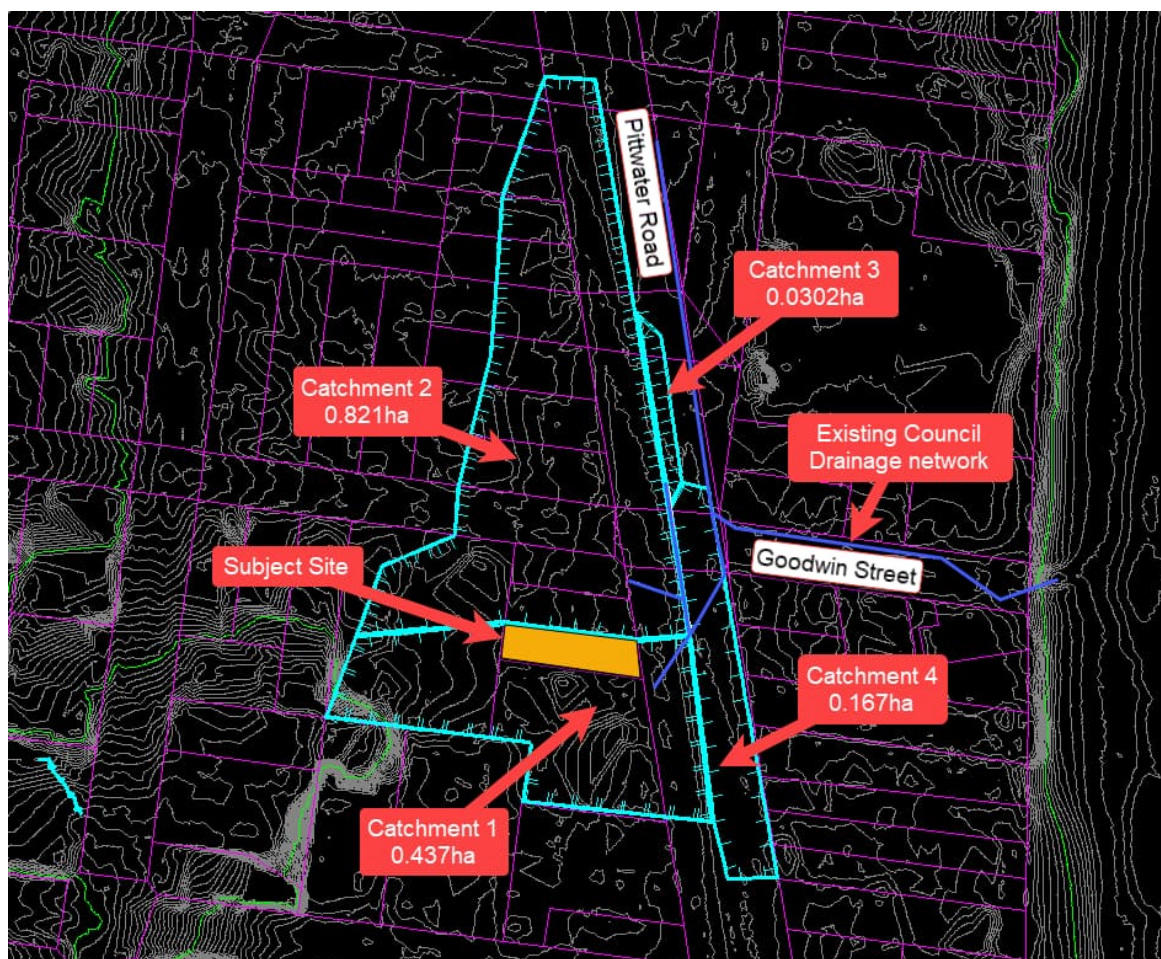 Pittwater Road
Catchment 3
0.0302ha
Catchment 2
0.821ha
Existing Council
Drainage network
Subject Site
Goodwin Street
Catchment 4
0.167ha
Catchment 1
0.437ha